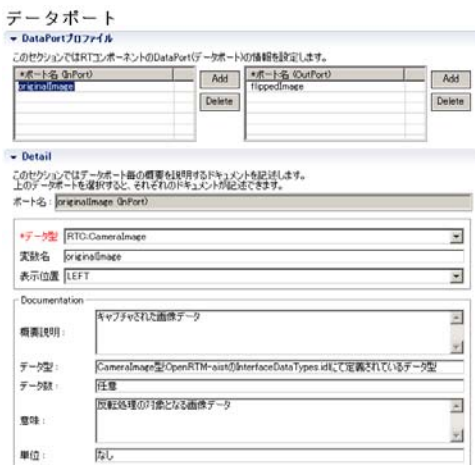 データポート
DataPortプロファイル
このセクションではRTコンポーネントのDataPort(データポート)の情報を設定します。
*ポート名 (InPort)
originalImage
Add
Delete
*ポート名 (OutPort)
flippedImage
Add
Delete
Detail
このセクションではデータポート毎の概要を説明するドキュメントを記述します。
上のデータポートを選択すると、それぞれのドキュメントが記述できます。
ポート名: originalImage (InPort)
*データ型 RTC:CameraImage
変数名 originalImage
表示位置 LEFT
Documentation
概要説明: キャプチャされた画像データ
データ型: CameraImage型(OpenRTM-aistのInterfaceDataTypes.idlにて定義されているデータ型
データ数: 任意
意味: 反転処理の対象となる画像データ
単位: なし